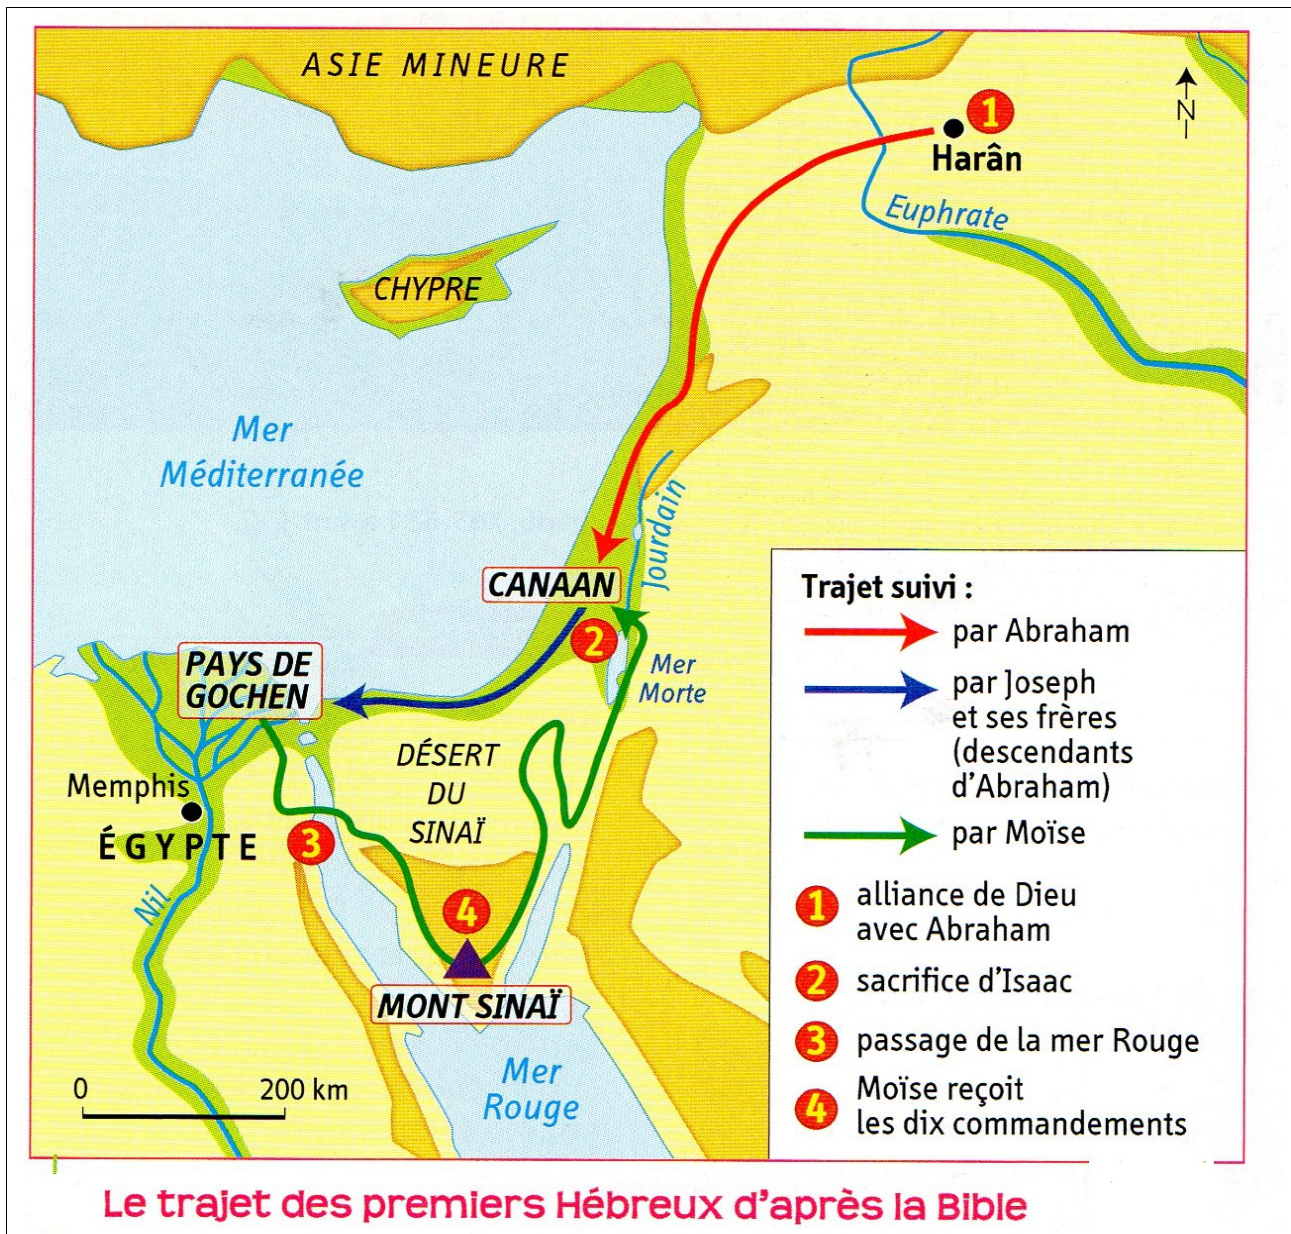 ASIE MINEURE
N
1
Harân
Euphrate
CHYPRE
Mer
Méditerranée
Jourdain
CANAAN
2
PAYS DE
GOCHEN
Mer
Morte
DÉSERT
DU
SINAÏ
Memphis
ÉGYPTE
3
Nil
4
MONT SINAÏ
Mer
Rouge
0 200 km
Trajet suivi :
par Abraham
par Joseph
et ses frères
(descendants
d'Abraham)
par Moïse
1 alliance de Dieu
avec Abraham
2 sacrifice d'Isaac
3 passage de la mer Rouge
4 Moïse reçoit
les dix commandements
Le trajet des premiers Hébreux d'après la Bible